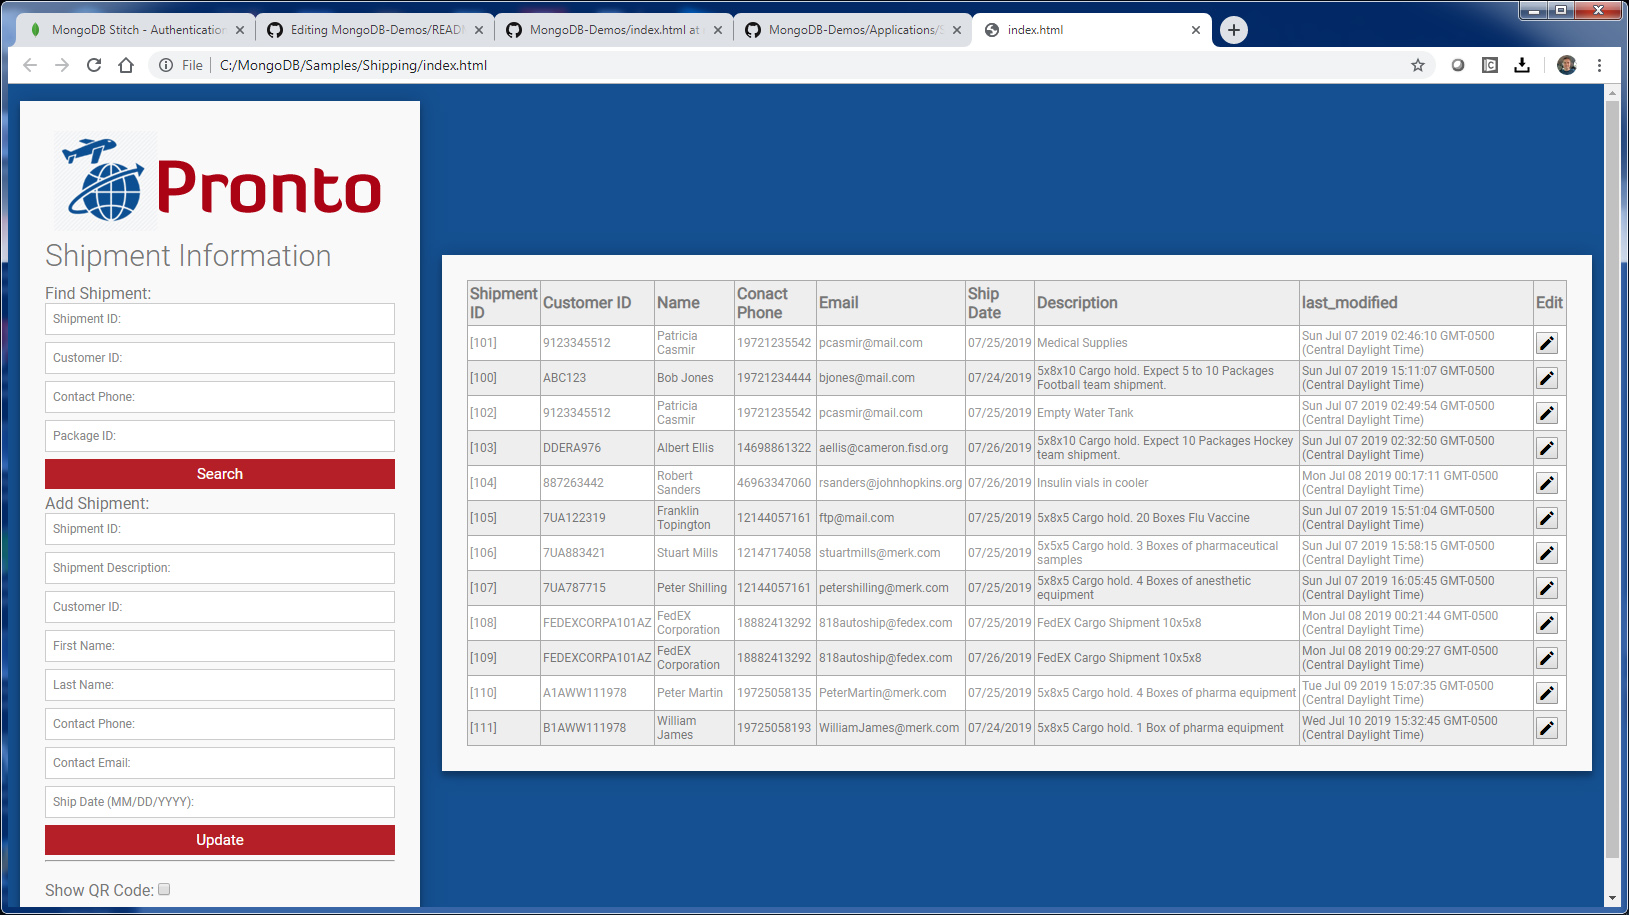 MongoDB Stitch - Authentication
Editing MongoDB-Demos/READ
MongoDB-Demos/index.html at
MongoDB-Demos/Applications/S
index.html
File
C:/MongoDB/Samples/Shipping/index.html
Pronto
Shipment Information
Find Shipment:
Shipment ID:
Customer ID:
Contact Phone:
Package ID:
Search
Add Shipment:
Shipment ID:
Shipment Description:
Customer ID:
First Name:
Last Name:
Contact Phone:
Contact Email:
Ship Date (MM/DD/YYYY):
Update
Show QR Code:
Shipment ID Customer ID Name Conact Phone Email Ship Date Description last_modified Edit
[101] 9123345512 Patricia Casmir 19721235542 pcasmir@mail.com 07/25/2019 Medical Supplies Sun Jul 07 2019 02:46:10 GMT-0500 (Central Daylight Time)
[100] ABC123 Bob Jones 19721234444 bjones@mail.com 07/24/2019 5x8x10 Cargo hold. Expect 5 to 10 Packages Football team shipment. Sun Jul 07 2019 15:11:07 GMT-0500 (Central Daylight Time)
[102] 9123345512 Patricia Casmir 19721235542 pcasmir@mail.com 07/25/2019 Empty Water Tank Sun Jul 07 2019 02:49:54 GMT-0500 (Central Daylight Time)
[103] DDERA976 Albert Ellis 14698861322 aellis@cameron.fisd.org 07/26/2019 5x8x10 Cargo hold. Expect 10 Packages Hockey team shipment. Sun Jul 07 2019 02:32:50 GMT-0500 (Central Daylight Time)
[104] 887263442 Robert Sanders 46963347060 rsanders@johnhopkins.org 07/26/2019 Insulin vials in cooler Mon Jul 08 2019 00:17:11 GMT-0500 (Central Daylight Time)
[105] 7UA122319 Franklin Topington 12144057161 ftp@mail.com 07/25/2019 5x8x5 Cargo hold. 20 Boxes Flu Vaccine Sun Jul 07 2019 15:51:04 GMT-0500 (Central Daylight Time)
[106] 7UA883421 Stuart Mills 12147174058 stuartmills@merk.com 07/25/2019 5x5x5 Cargo hold. 3 Boxes of pharmaceutical samples Sun Jul 07 2019 15:58:15 GMT-0500 (Central Daylight Time)
[107] 7UA787715 Peter Shilling 12144057161 petershilling@merk.com 07/25/2019 5x8x5 Cargo hold. 4 Boxes of anesthetic equipment Sun Jul 07 2019 16:05:45 GMT-0500 (Central Daylight Time)
[108] FEDEXCORPA101AZ FedEX Corporation 18882413292 818autoship@fedex.com 07/25/2019 FedEX Cargo Shipment 10x5x8 Mon Jul 08 2019 00:21:44 GMT-0500 (Central Daylight Time)
[109] FEDEXCORPA101AZ FedEX Corporation 18882413292 818autoship@fedex.com 07/26/2019 FedEX Cargo Shipment 10x5x8 Mon Jul 08 2019 00:29:27 GMT-0500 (Central Daylight Time)
[110] A1AWW111978 Peter Martin 19725058135 PeterMartin@merk.com 07/25/2019 5x8x5 Cargo hold. 4 Boxes of pharma equipment Tue Jul 09 2019 15:07:35 GMT-0500 (Central Daylight Time)
[111] B1AWW111978 William James 19725058193 WilliamJames@merk.com 07/24/2019 5x8x5 Cargo hold. 1 Box of pharma equipment Wed Jul 10 2019 15:32:45 GMT-0500 (Central Daylight Time)